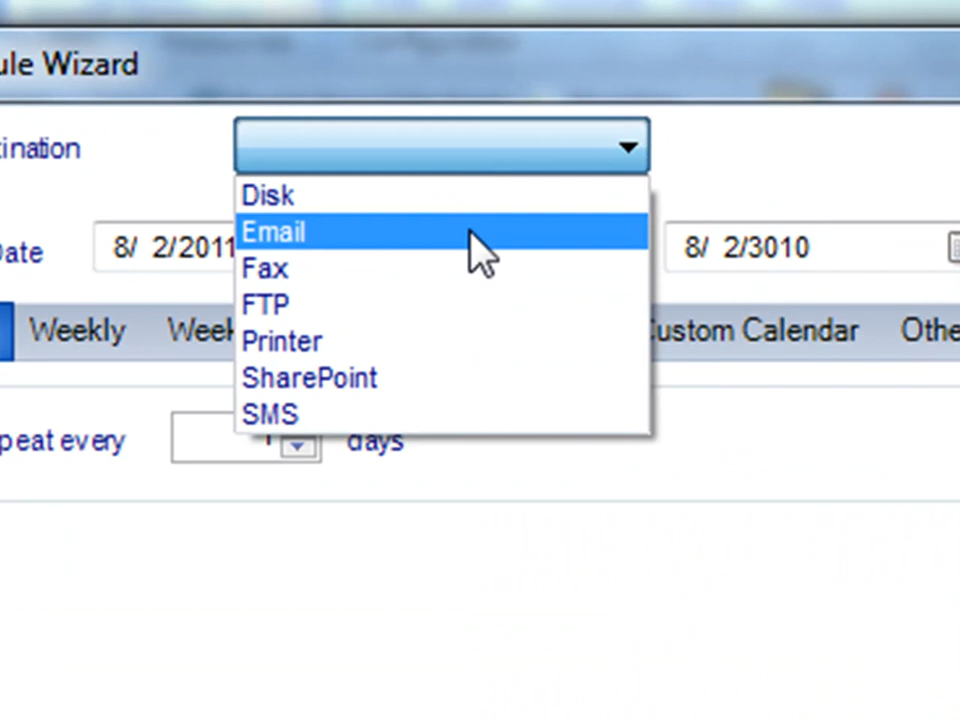 ule Wizard
tination
Disk
Email
Fax
FTP
Printer
SharePoint
SMS
Date 8/ 2/2011 8/ 2/3010
Weekly Week Custom Calendar Othe
peat every 1 days